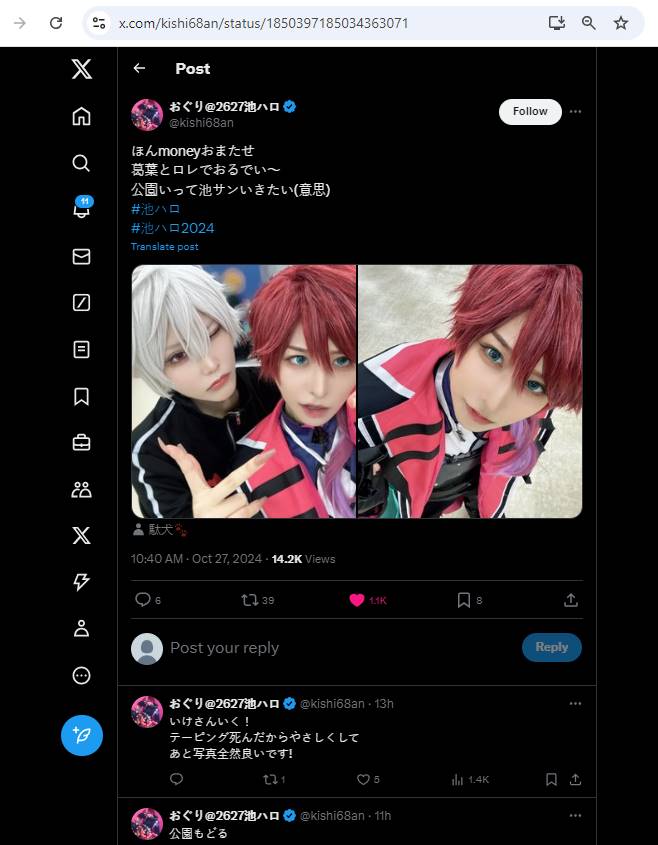 x.com/kishi68an/status/1850397185034363071
Post
おぐり@2627池ハロ
@kishi68an
Follow
ほんmoneyおまたせ
葛葉とロレでおるでい〜
公園いって池サンいきたい(意思)
#池ハロ
#池ハロ2024
Translate post
11
駄犬🐾
10:40 AM · Oct 27, 2024 · 14.2K Views
6 39 1.1K 8
Post your reply
Reply
おぐり@2627池ハロ @kishi68an · 13h
いけさんいく！
テーピング死んだからやさしくして
あと写真全然良いです!
1 5 1.4K
おぐり@2627池ハロ @kishi68an · 11h
公園もどる